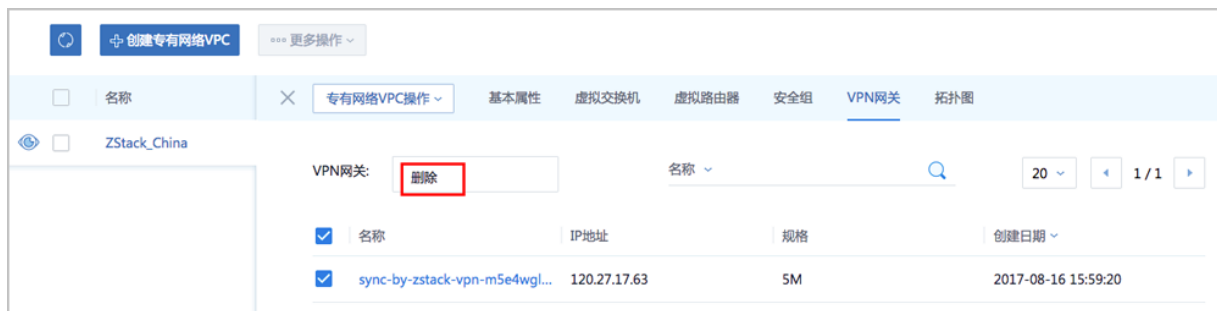 创建专有网络VPC 更多操作
名称 专有网络VPC操作 基本属性 虚拟交换机 虚拟路由器 安全组 VPN网关 拓扑图
ZStack_China
VPN网关: 删除 名称 20 1 / 1
名称 IP地址 规格 创建日期
sync-by-zstack-vpn-m5e4wgl... 120.27.17.63 5M 2017-08-16 15:59:20